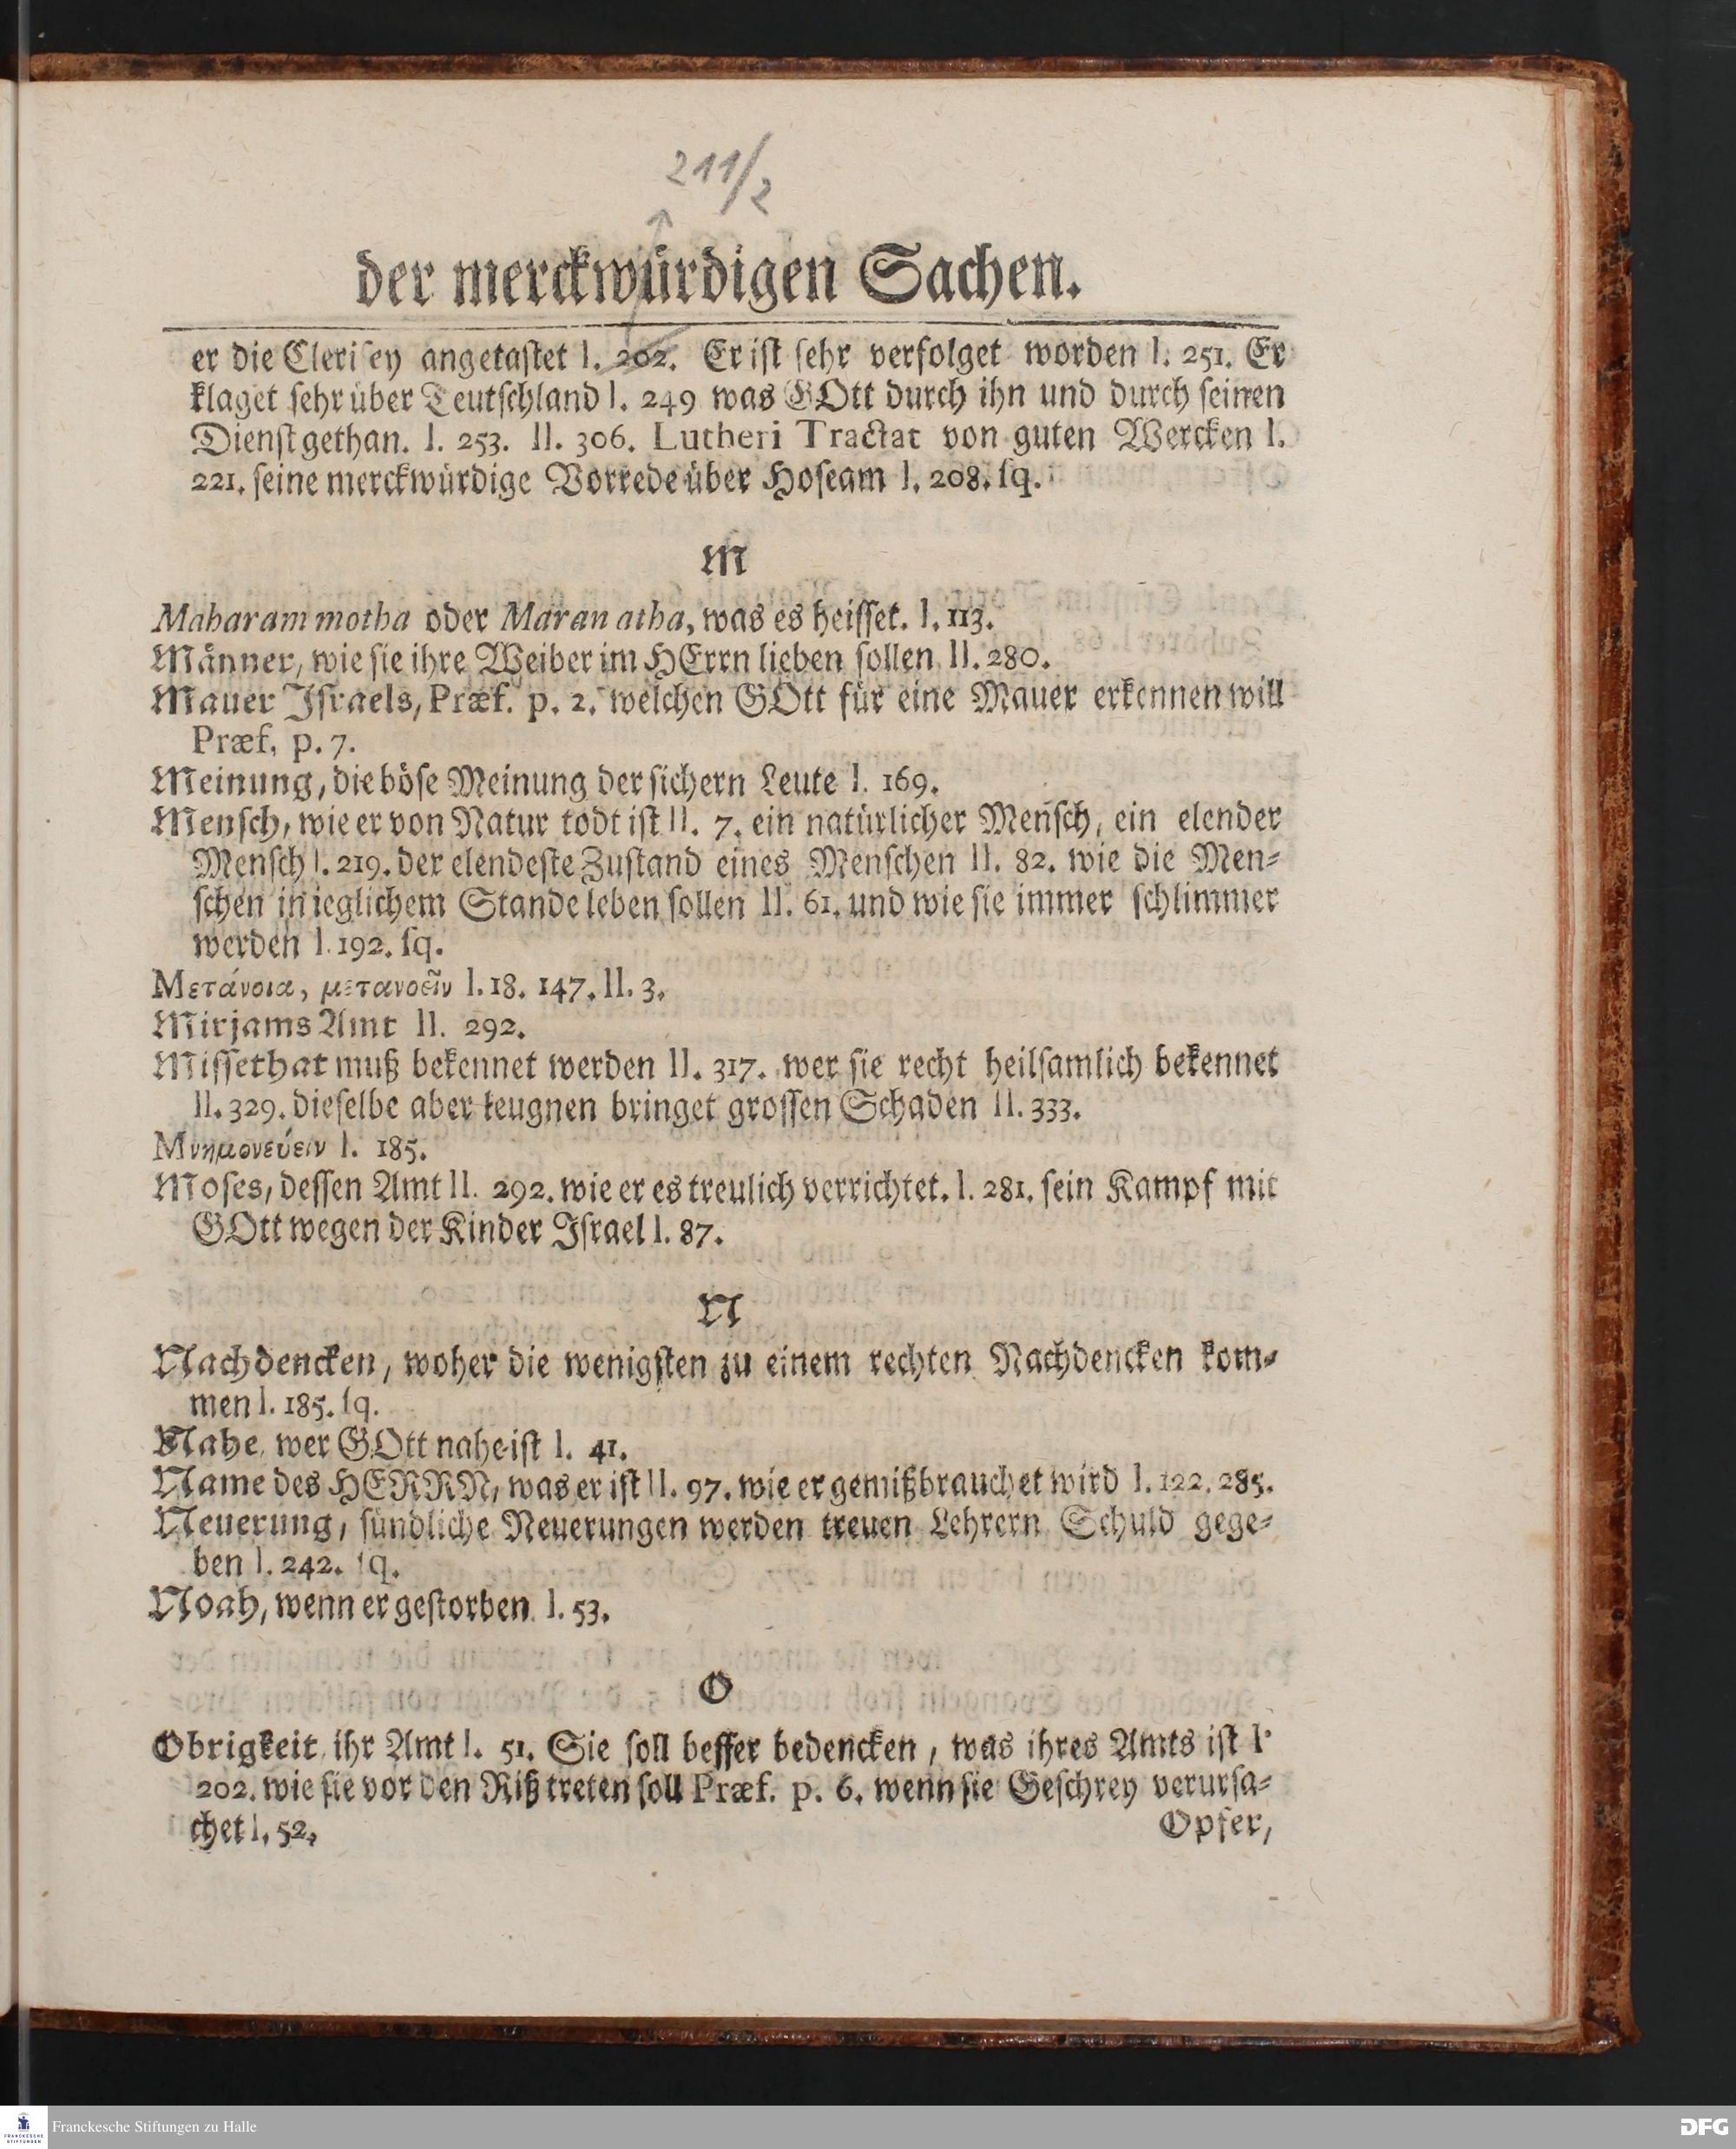 211/2
der merckwürdigen Sachen.
er die Clerisey angetastet I. 202. Er ist sehr verfolget worden I. 251. Er
klaget sehr über Teutschland I. 249 was GOtt durch ihn und durch seinen
Dienst gethan. I. 253. II. 306. Lutheri Tractat von guten Wercken I.
221. seine merckwürdige Vorrede über Hoseam I. 208. sq.
M
Maharam motha oder Maran atha, was es heisset. I. 113.
Männer, wie sie ihre Weiber im HErrn lieben sollen II. 280.
Mauer Israels, Præf. p. 2. welchen GOtt für eine Mauer erkennen will
Præf. p. 7.
Meinung, die böse Meinung der sichern Leute I. 169.
Mensch, wie er von Natur todt ist II. 7. ein natürlicher Mensch, ein elender
Mensch I. 219. der elendeste Zustand eines Menschen II. 82. wie die Men-
schen in ieglichem Stande leben sollen II. 61. und wie sie immer schlimmer
werden I. 192. sq.
Μετάνοια, μετανοεῖν I. 18. 147. II. 3.
Mirjams Amt II. 292.
Missethat muß bekennet werden II. 317. wer sie recht heilsamlich bekennet
II. 329. dieselbe aber leugnen bringet grossen Schaden II. 333.
Μνημονεύειν I. 185.
Moses, dessen Amt II. 292. wie er es treulich verrichtet. I. 281. sein Kampf mit
GOtt wegen der Kinder Israel I. 87.
N
Nachdencken, woher die wenigsten zu einem rechten Nachdencken kom-
men I. 185. sq.
Nahe, wer GOtt nahe ist I. 41.
Name des HERRN, was er ist II. 97. wie er gemißbrauchet wird I. 122. 285.
Neuerung, sündliche Neuerungen werden treuen Lehrern Schuld gege-
ben I. 242. sq.
Noah, wenn er gestorben I. 53.
O
Obrigkeit, ihr Amt I. 51. Sie soll besser bedencken, was ihres Amts ist I.
202. wie sie vor den Riß treten soll Præf. p. 6. wenn sie Geschrey verursa-
chet I. 52.
Opfer,
Franckesche Stiftungen zu Halle
DFG